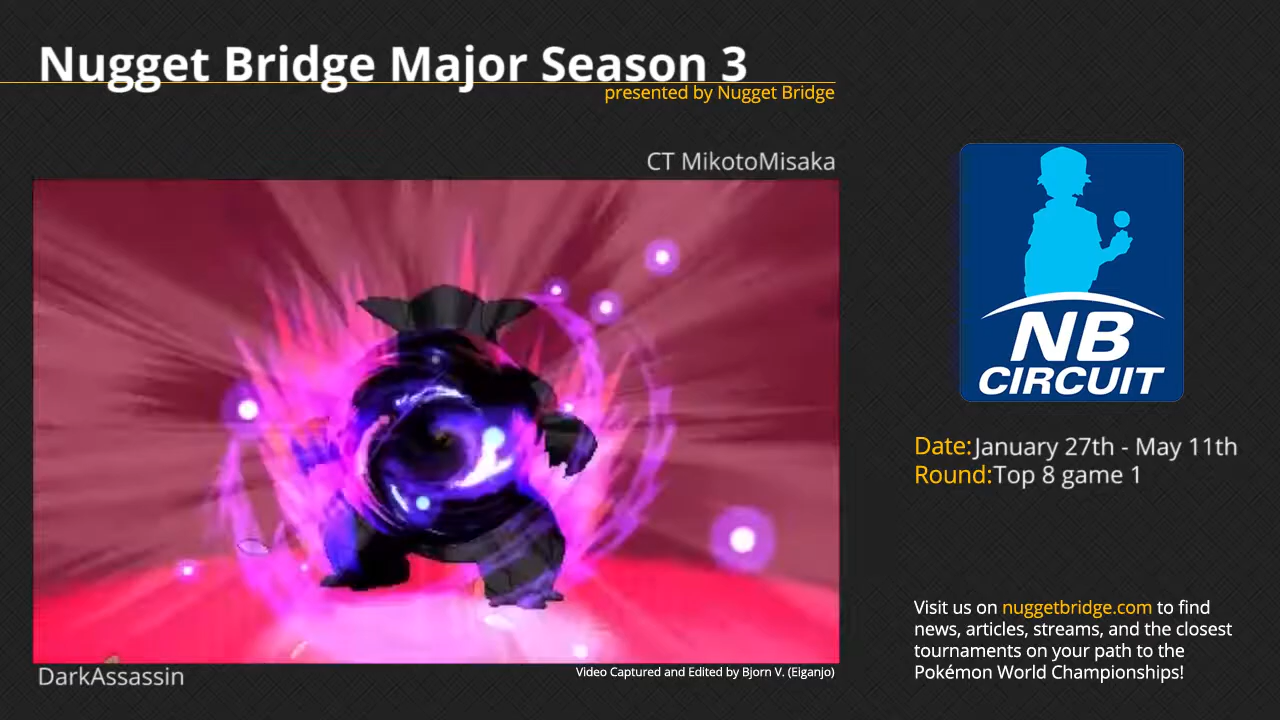 Nugget Bridge Major Season 3
presented by Nugget Bridge
CT MikotoMisaka
NB
CIRCUIT
Date:January 27th - May 11th
Round:Top 8 game 1
Visit us on nuggetbridge.com to find
news, articles, streams, and the closest
tournaments on your path to the
Pokémon World Championships!
DarkAssassin
Video Captured and Edited by Bjorn V. (Eiganjo)